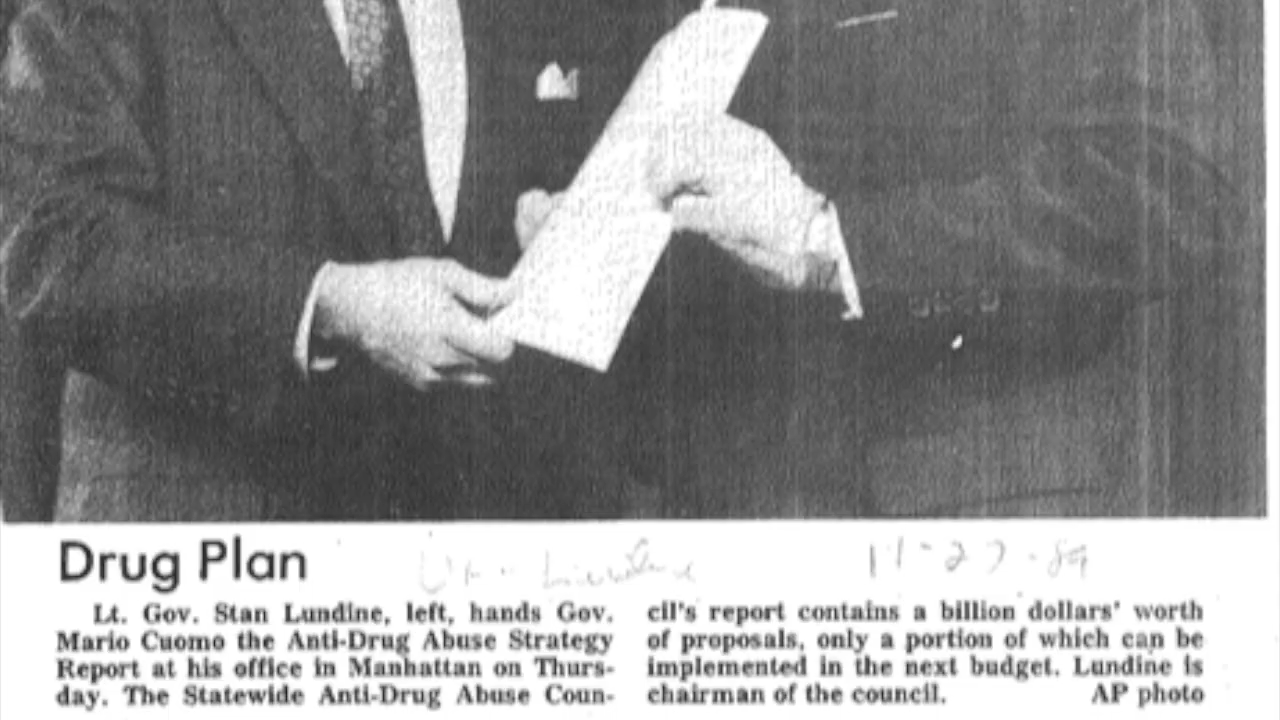 Drug Plan
11-27-89
Lt. Gov. Stan Lundine, left, hands Gov.
Mario Cuomo the Anti-Drug Abuse Strategy
Report at his office in Manhattan on Thurs-
day. The Statewide Anti-Drug Abuse Coun-
cil's report contains a billion dollars' worth
of proposals, only a portion of which can be
implemented in the next budget. Lundine is
chairman of the council. AP photo